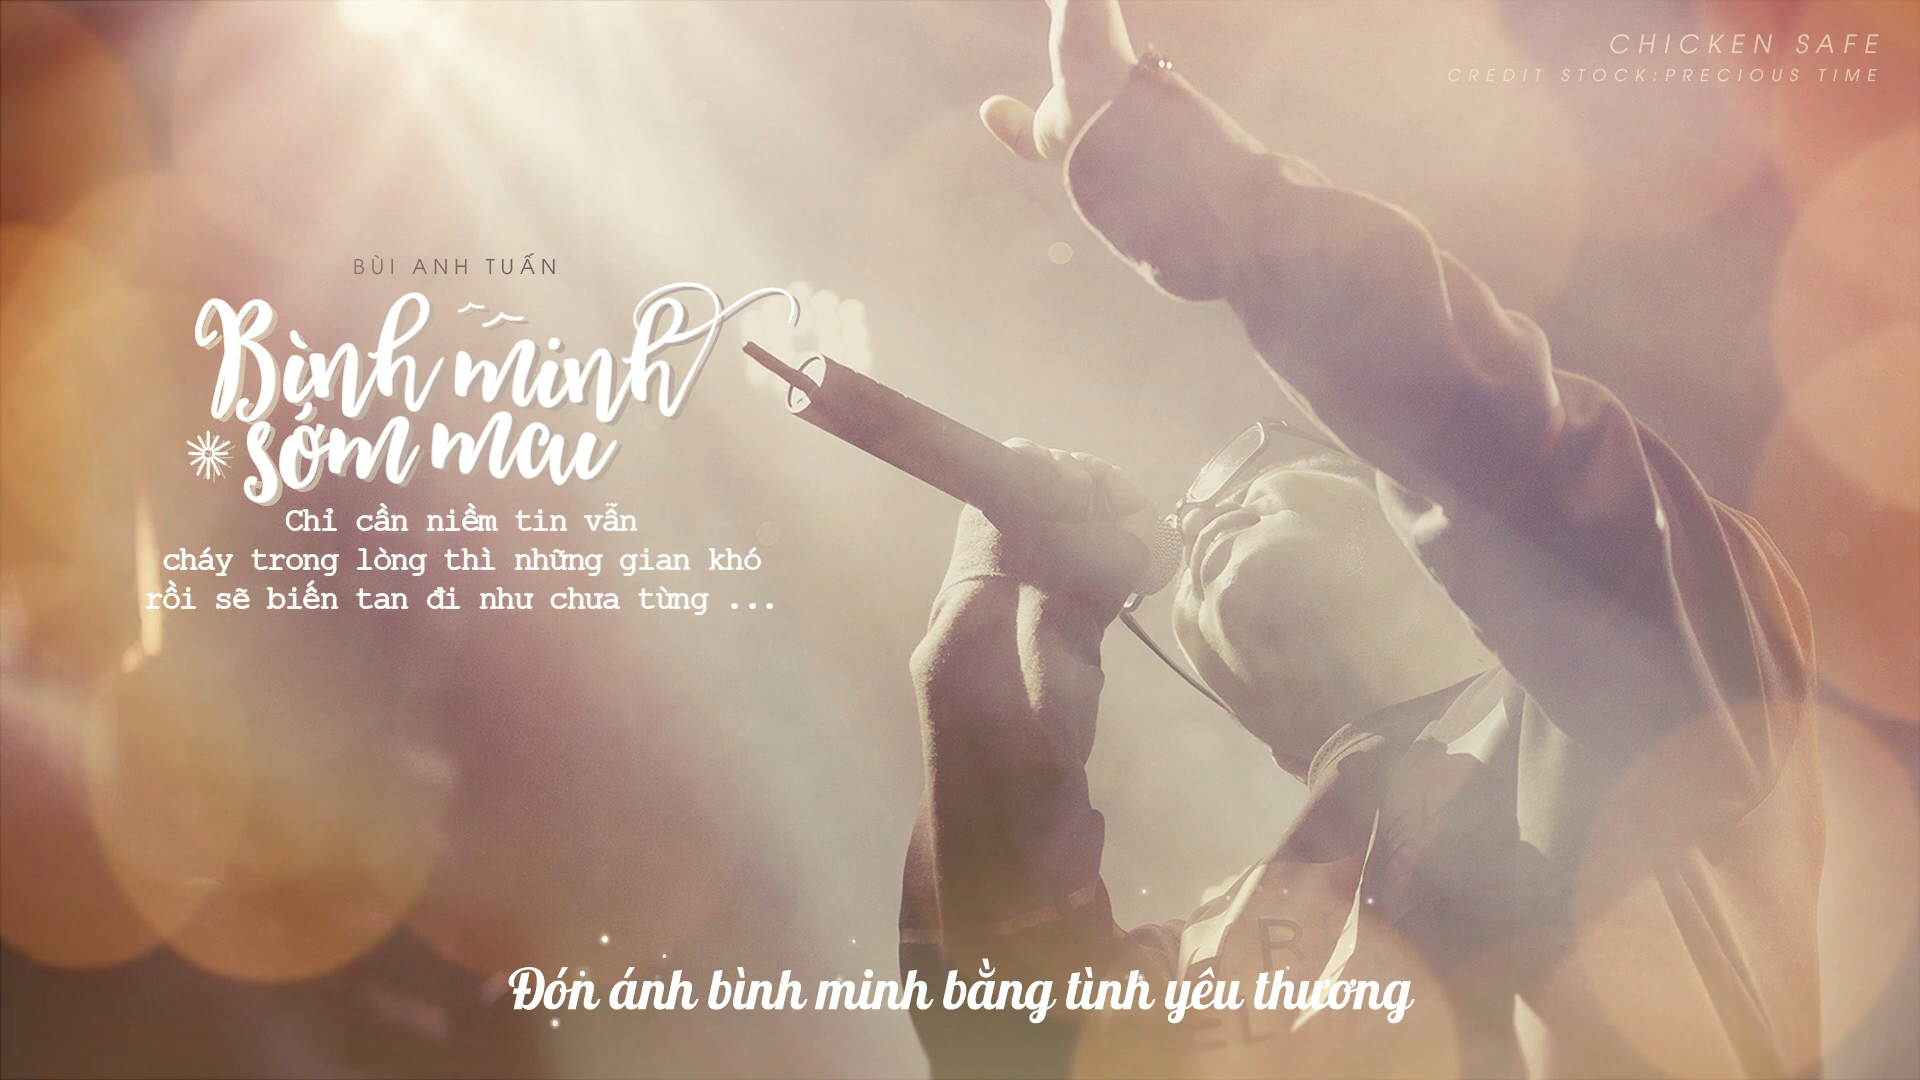 CHICKEN SAFE
CREDIT STOCK:PRECIOUS TIME
BÙI ANH TUẤN
Bình minh
sớm mau
Chỉ cần niềm tin vẫn
cháy trong lòng thì những gian khó
rồi sẽ biến tan đi như chưa từng ...
R
EL
Đón ánh bình minh bằng tình yêu thương